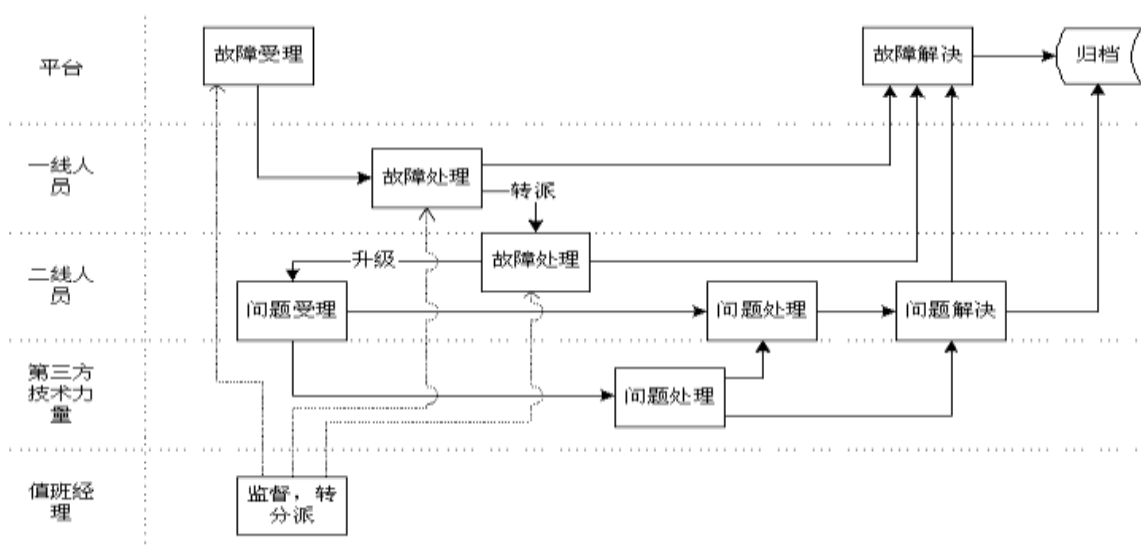 平台
故障受理
故障解决
归档
一线人
员
故障处理
转派
二线人
员
升级
故障处理
问题受理
问题处理
问题解决
第三方
技术力
量
问题处理
值班经
理
监督，转
分派